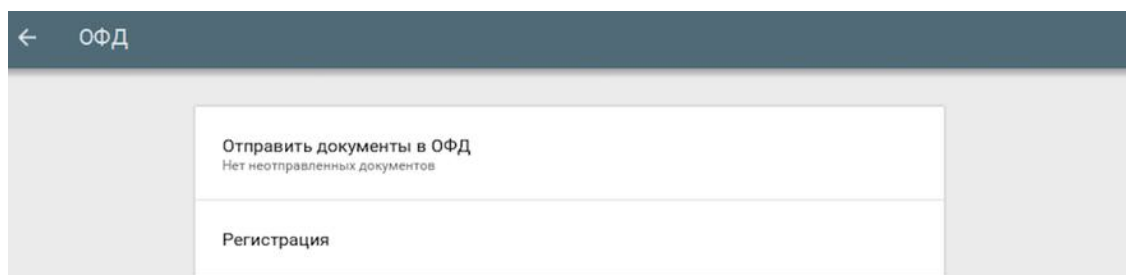 ОФД
Отправить документы в ОФД
Нет неотправленных документов
Регистрация